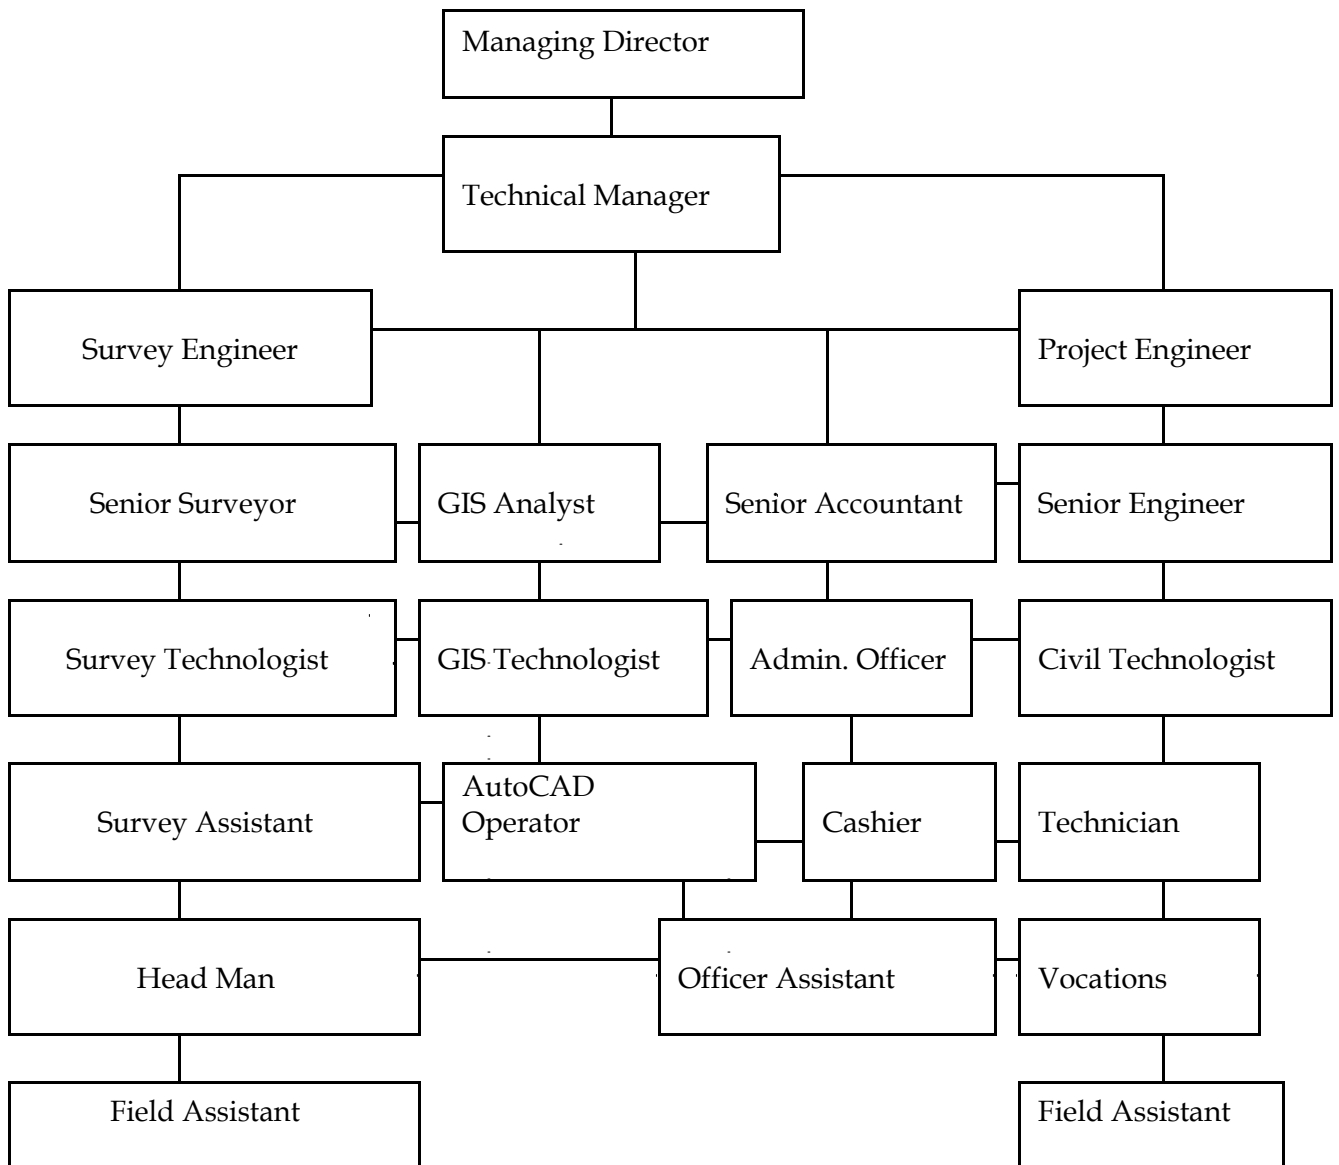 Managing Director
Technical Manager
Survey Engineer
Project Engineer
Senior Surveyor
GIS Analyst
Senior Accountant
Senior Engineer
Survey Technologist
GIS Technologist
Admin. Officer
Civil Technologist
Survey Assistant
AutoCAD
Operator
Cashier
Technician
Head Man
Officer Assistant
Vocations
Field Assistant
Field Assistant